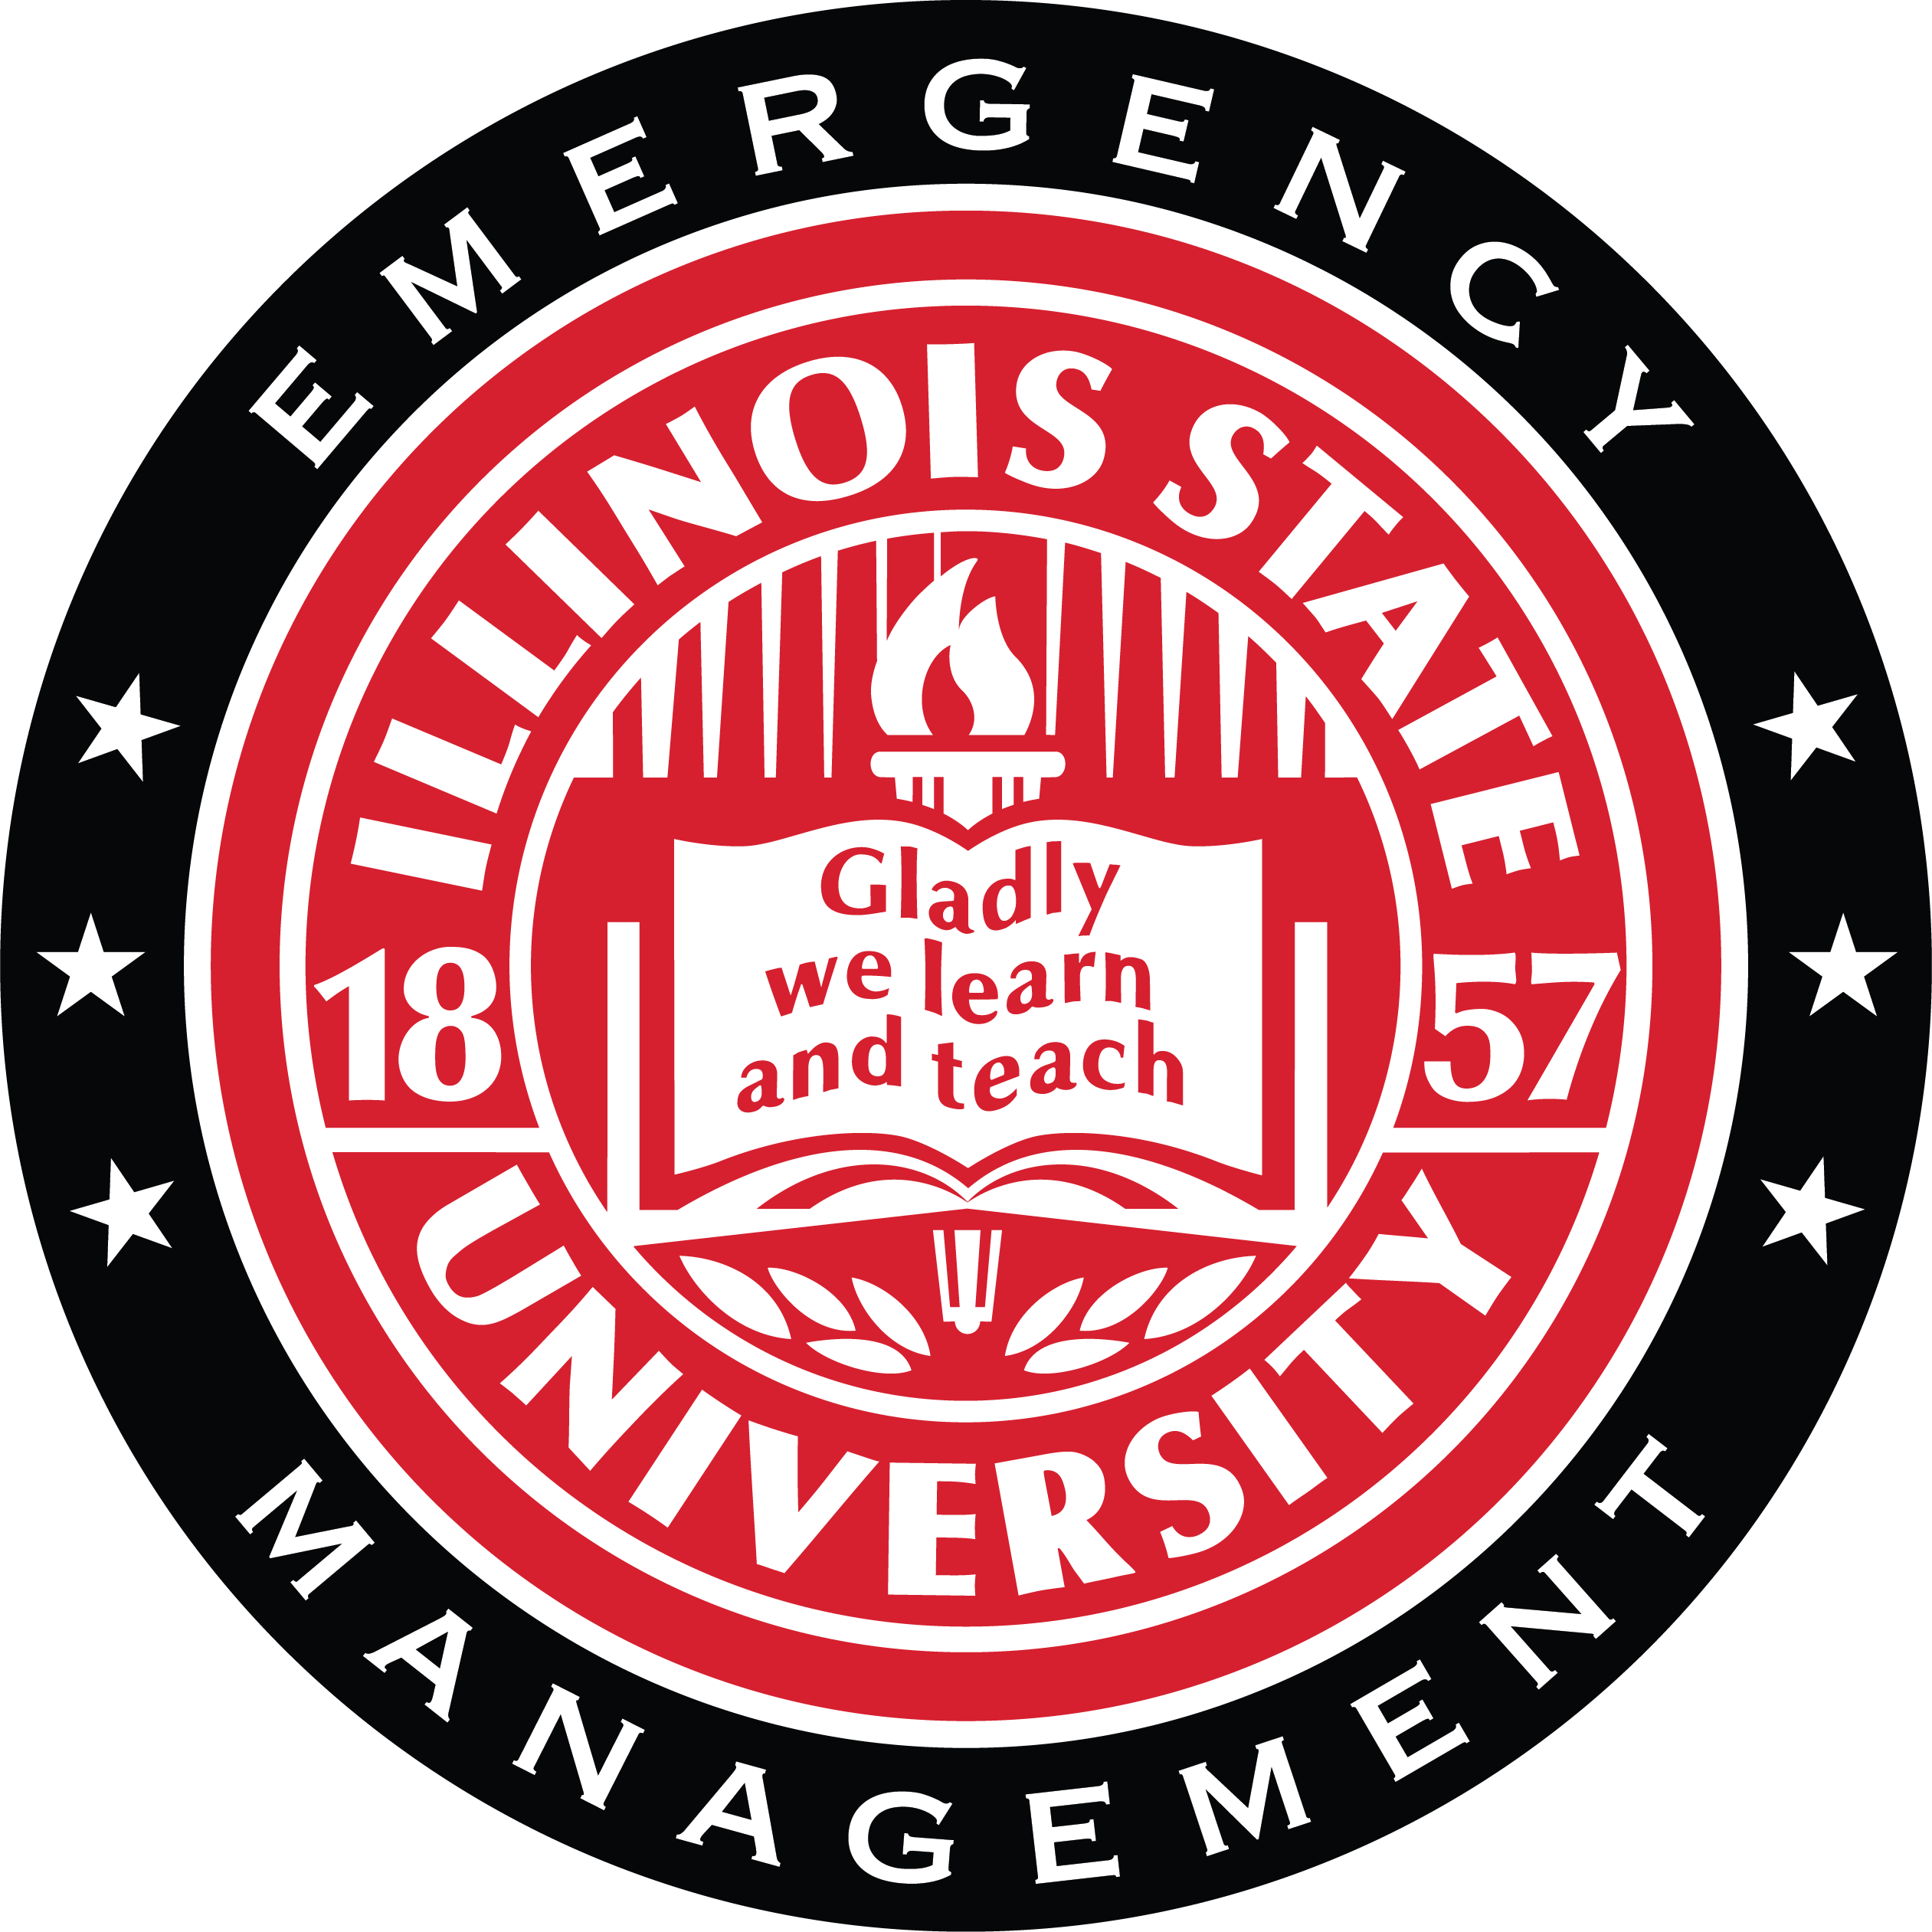 EMERGENCY
ILLINOIS STATE
18 57
Gladly
we learn
and teach
UNIVERSITY
MANAGEMENT